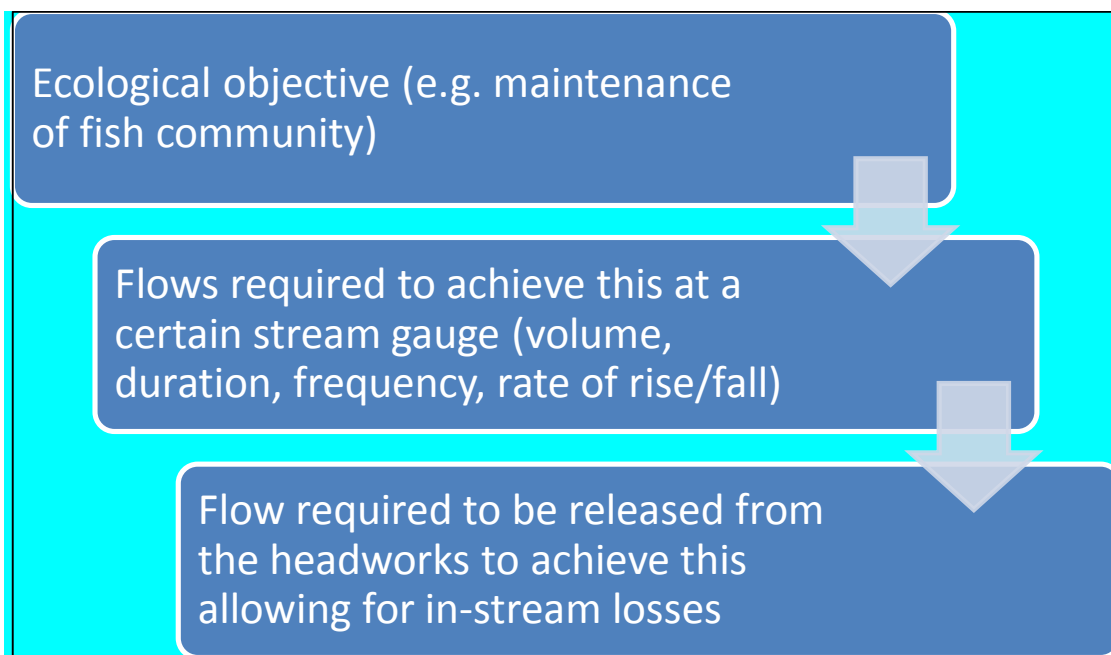 Ecological objective (e.g. maintenance
of fish community)
Flows required to achieve this at a
certain stream gauge (volume,
duration, frequency, rate of rise/fall)
Flow required to be released from
the headworks to achieve this
allowing for in-stream losses